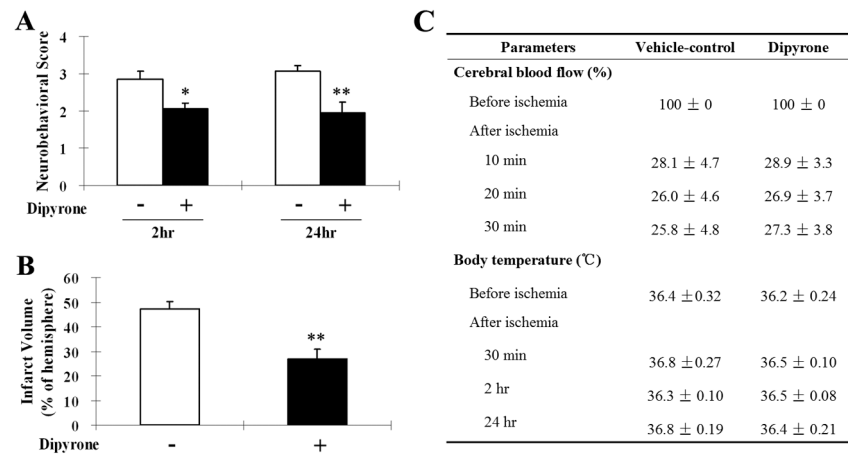 A
Neurobehavioral Score
4
3
2
1
0
*
**
Dipyrone - + - +
2hr 24hr
B
Infarct Volume
(% of hemisphere)
60
50
40
30
20
10
0
**
Dipyrone - +
C
Parameters Vehicle-control Dipyrone
Cerebral blood flow (%)
Before ischemia 100 ± 0 100 ± 0
After ischemia
10 min 28.1 ± 4.7 28.9 ± 3.3
20 min 26.0 ± 4.6 26.9 ± 3.7
30 min 25.8 ± 4.8 27.3 ± 3.8
Body temperature (℃)
Before ischemia 36.4 ±0.32 36.2 ± 0.24
After ischemia
30 min 36.8 ±0.27 36.5 ± 0.10
2 hr 36.3 ± 0.10 36.5 ± 0.08
24 hr 36.8 ± 0.19 36.4 ± 0.21